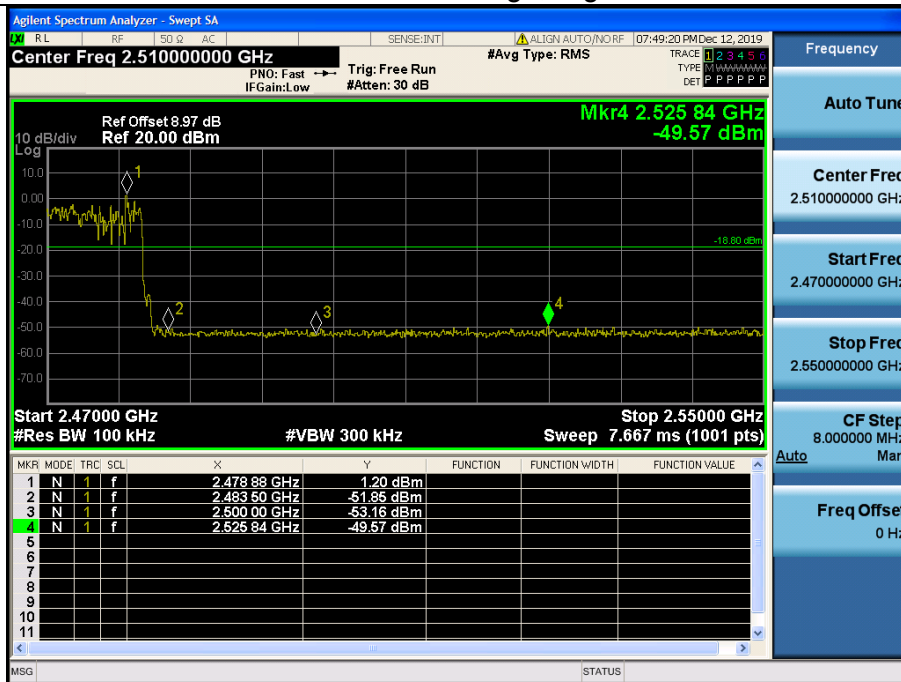 Agilent Spectrum Analyzer - Swept SA
LXI RL RF 50 Ω AC SENSE:INT ALIGN AUTO/NO RF 07:49:20 PM Dec 12, 2019
Center Freq 2.510000000 GHz
PNO: Fast
IFGain:Low
Trig: Free Run
#Atten: 30 dB
#Avg Type: RMS
TRACE 1 2 3 4 5 6
TYPE M W W W W W
DET P P P P P P
Mkr4 2.525 84 GHz
-49.57 dBm
Ref Offset 8.97 dB
10 dB/div Ref 20.00 dBm
Log
10.0
0.00
-10.0
-20.0
-30.0
-40.0
-50.0
-60.0
-70.0
1
2
3
4
-18.80 dBm
Start 2.47000 GHz Stop 2.55000 GHz
#Res BW 100 kHz #VBW 300 kHz Sweep 7.667 ms (1001 pts)
MKR MODE TRC SCL X Y FUNCTION FUNCTION WIDTH FUNCTION VALUE
1 N 1 f 2.478 88 GHz 1.20 dBm
2 N 1 f 2.483 50 GHz -51.85 dBm
3 N 1 f 2.500 00 GHz -53.16 dBm
4 N 1 f 2.525 84 GHz -49.57 dBm
5
6
7
8
9
10
11
MSG STATUS
Frequency
Auto Tune
Center Freq
2.510000000 GHz
Start Freq
2.470000000 GHz
Stop Freq
2.550000000 GHz
CF Step
8.000000 MHz
Auto Man
Freq Offset
0 Hz